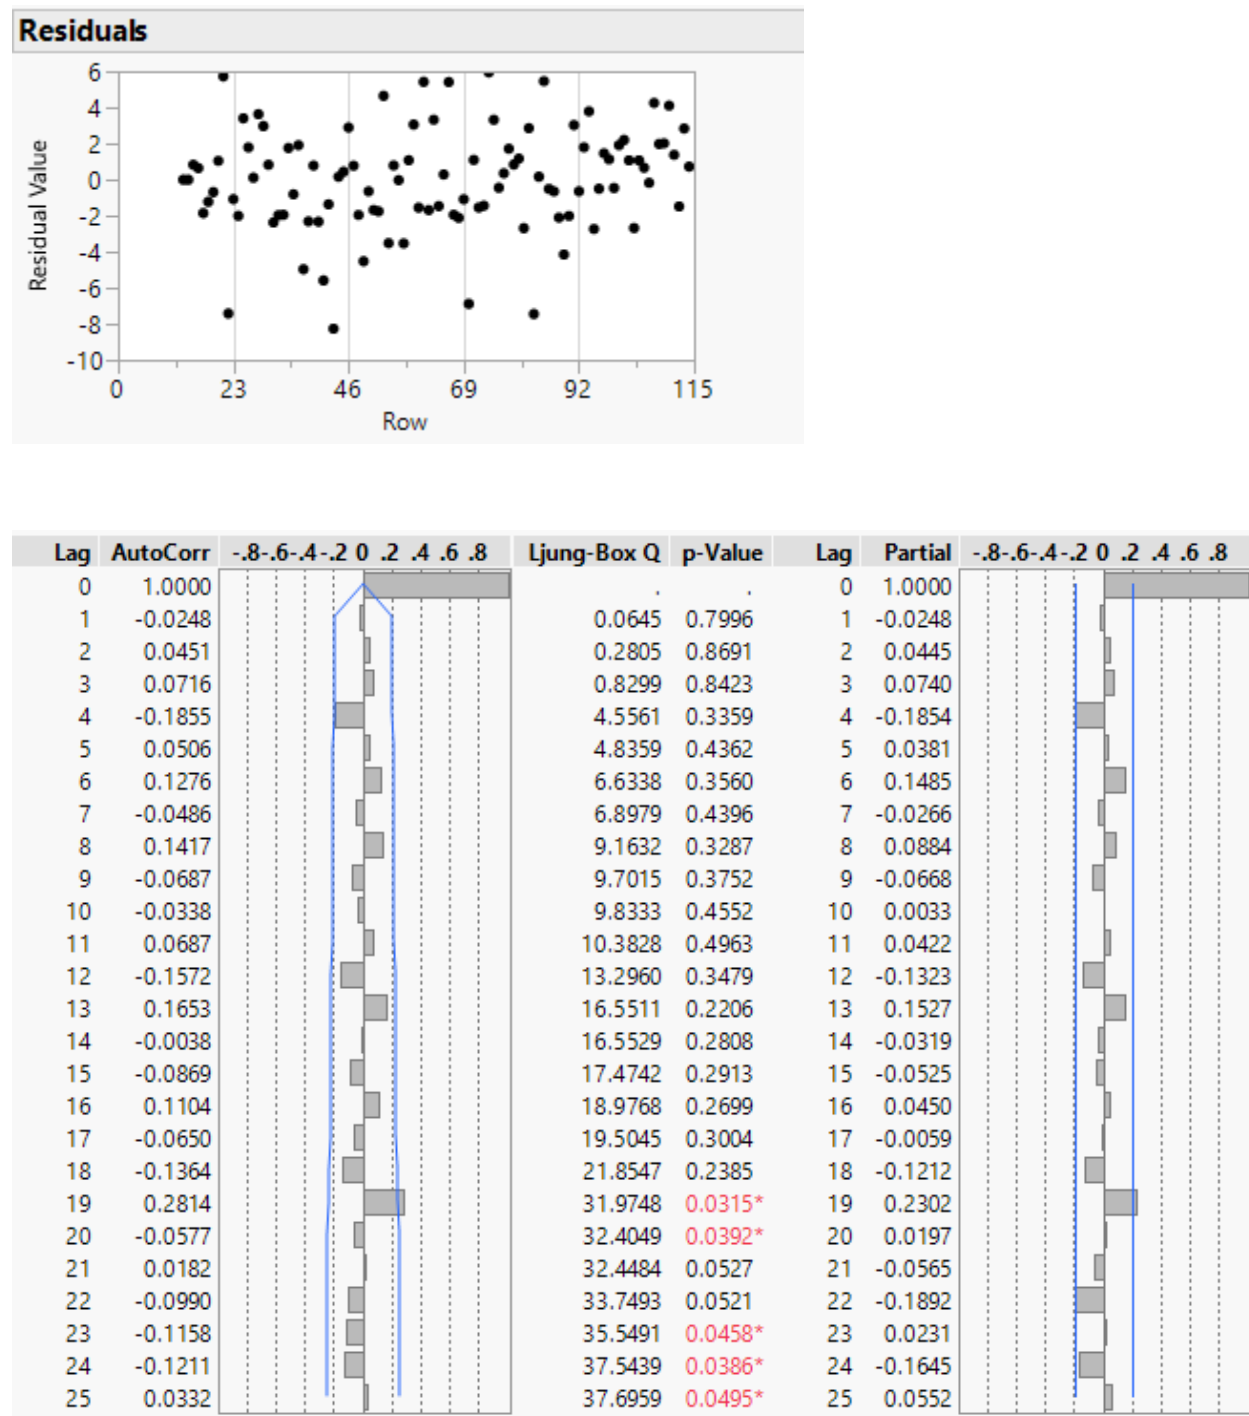 Residuals
Residual Value
6
4
2
0
-2
-4
-6
-8
-10
0 23 46 69 92 115
Row
Lag AutoCorr -.8-.6-.4-.2 0 .2 .4 .6 .8 Ljung-Box Q p-Value Lag Partial -.8-.6-.4-.2 0 .2 .4 .6 .8
0 1.0000 . . 0 1.0000
1 -0.0248 0.0645 0.7996 1 -0.0248
2 0.0451 0.2805 0.8691 2 0.0445
3 0.0716 0.8299 0.8423 3 0.0740
4 -0.1855 4.5561 0.3359 4 -0.1854
5 0.0506 4.8359 0.4362 5 0.0381
6 0.1276 6.6338 0.3560 6 0.1485
7 -0.0486 6.8979 0.4396 7 -0.0266
8 0.1417 9.1632 0.3287 8 0.0884
9 -0.0687 9.7015 0.3752 9 -0.0668
10 -0.0338 9.8333 0.4552 10 0.0033
11 0.0687 10.3828 0.4963 11 0.0422
12 -0.1572 13.2960 0.3479 12 -0.1323
13 0.1653 16.5511 0.2206 13 0.1527
14 -0.0038 16.5529 0.2808 14 -0.0319
15 -0.0869 17.4742 0.2913 15 -0.0525
16 0.1104 18.9768 0.2699 16 0.0450
17 -0.0650 19.5045 0.3004 17 -0.0059
18 -0.1364 21.8547 0.2385 18 -0.1212
19 0.2814 31.9748 0.0315* 19 0.2302
20 -0.0577 32.4049 0.0392* 20 0.0197
21 0.0182 32.4484 0.0527 21 -0.0565
22 -0.0990 33.7493 0.0521 22 -0.1892
23 -0.1158 35.5491 0.0458* 23 0.0231
24 -0.1211 37.5439 0.0386* 24 -0.1645
25 0.0332 37.6959 0.0495* 25 0.0552